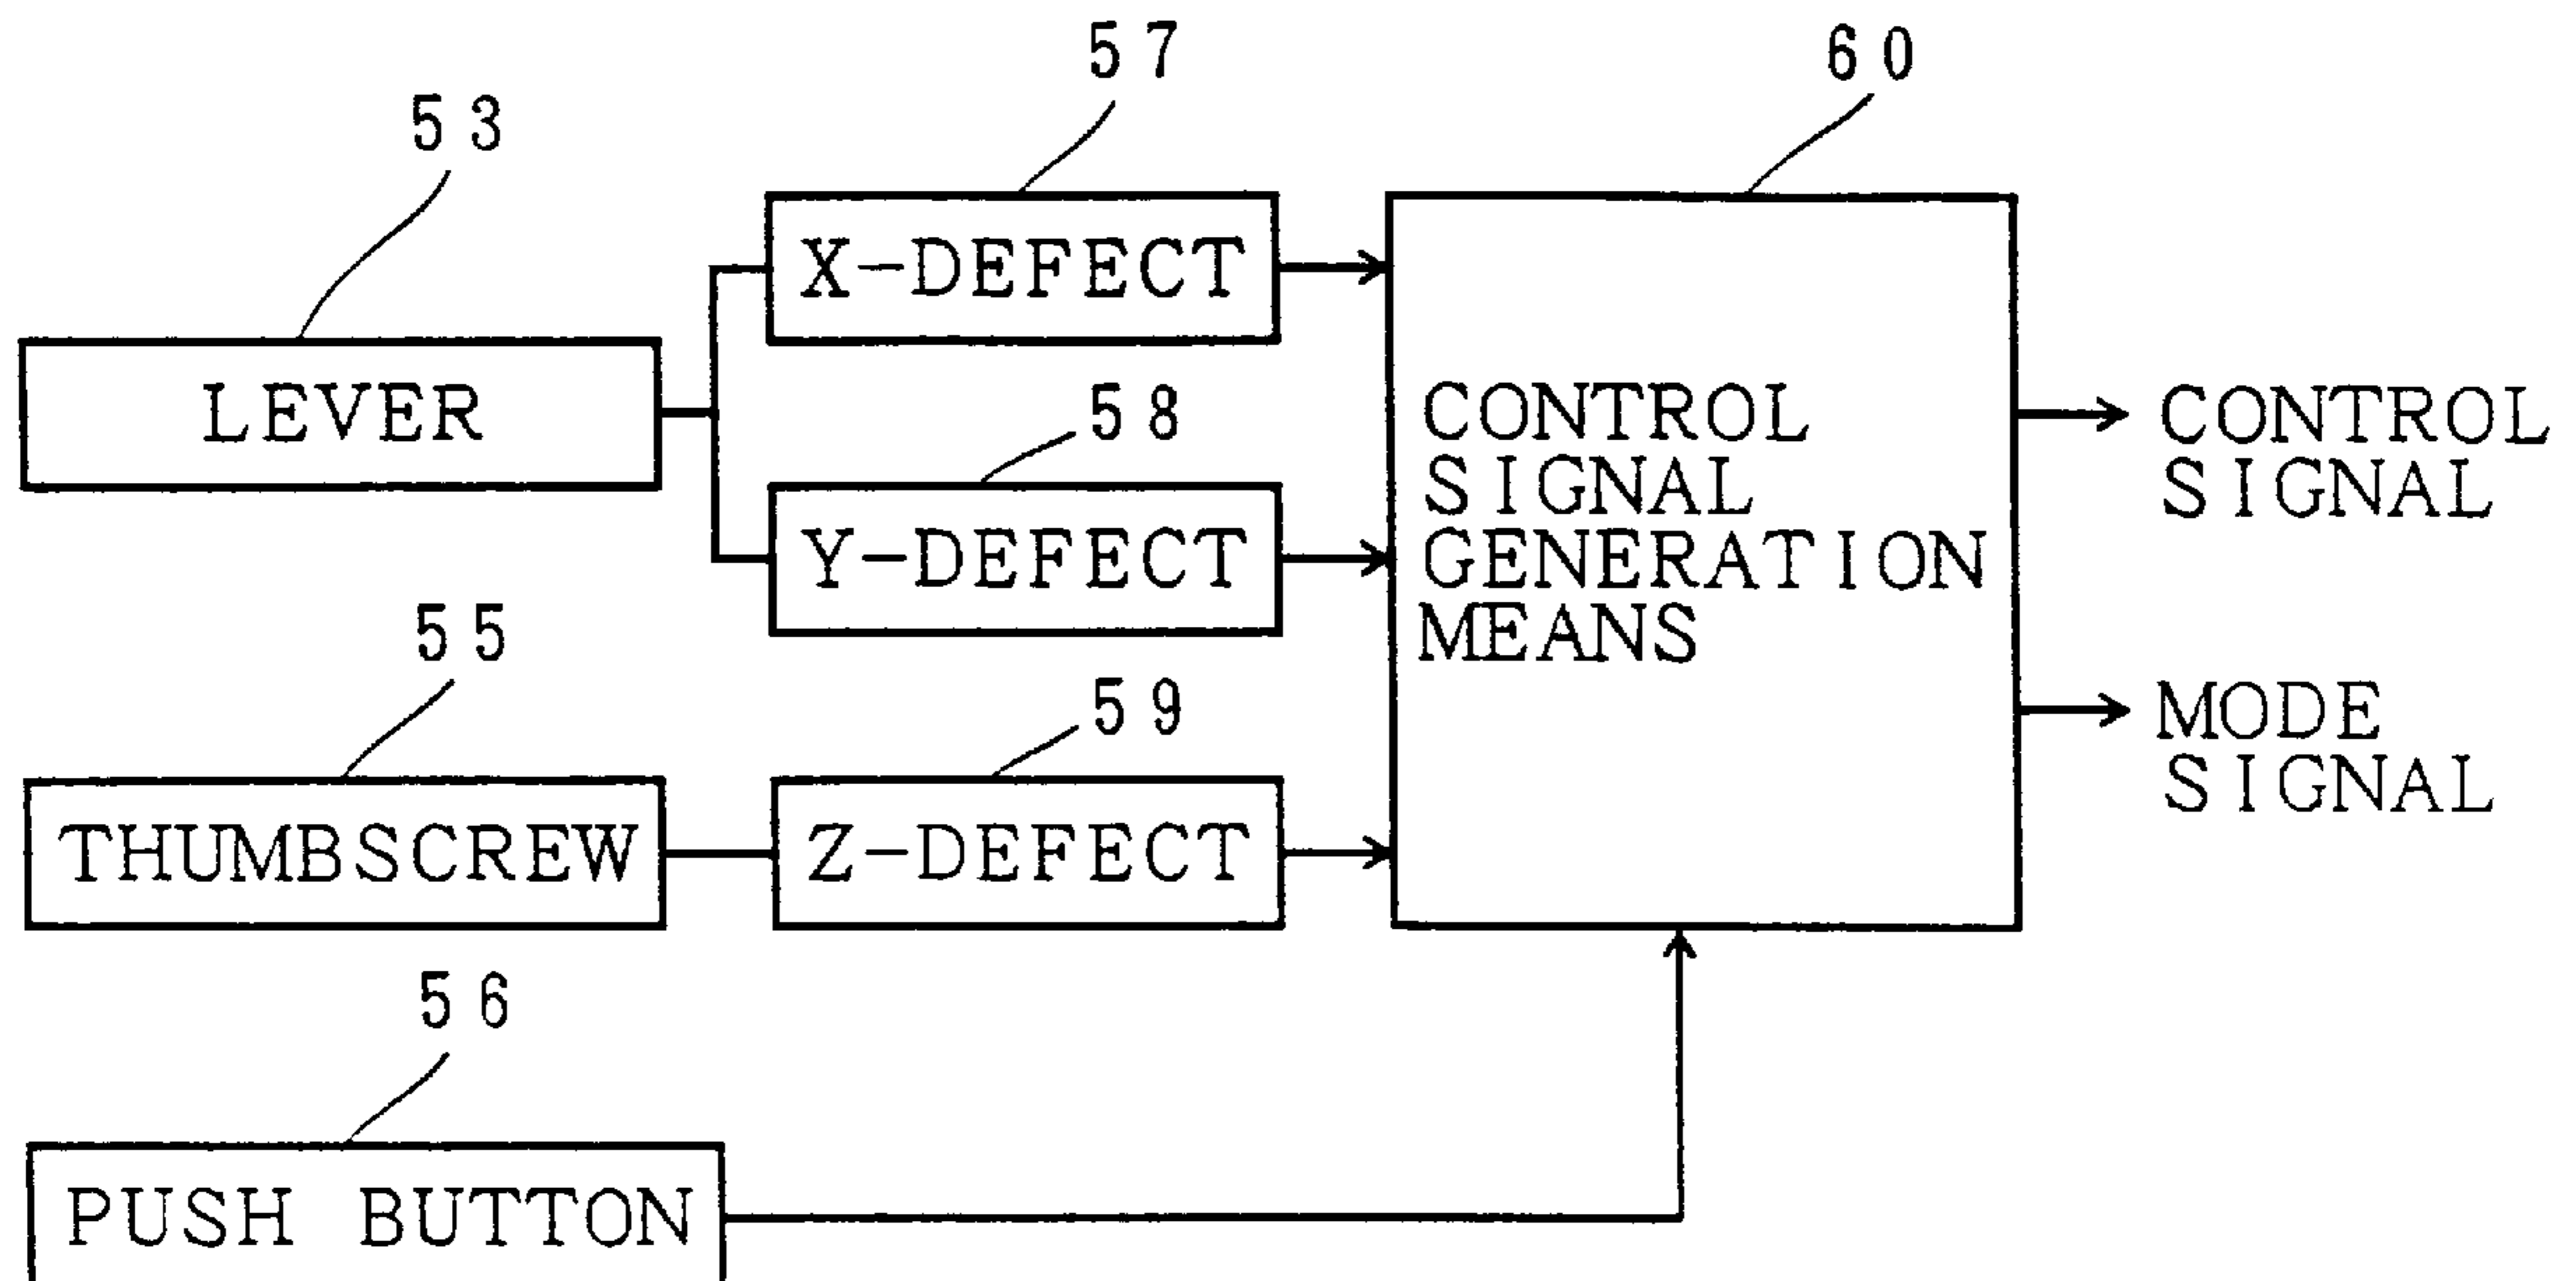 57
60
53
X-DEFECT
LEVER
58
CONTROL
SIGNAL
GENERATION
MEANS
CONTROL
SIGNAL
Y-DEFECT
55
59
MODE
SIGNAL
THUMBSCREW
Z-DEFECT
56
PUSH BUTTON